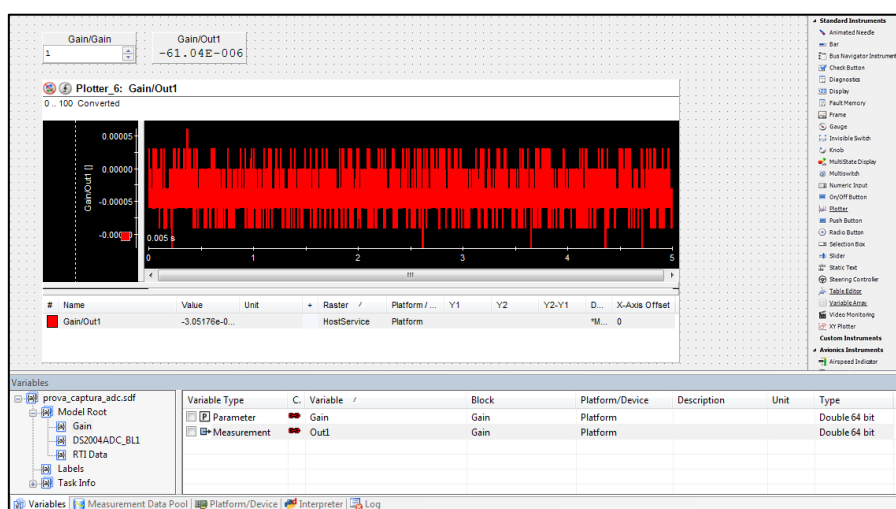 Gain/Gain
1
Gain/Out1
-61.04E-006
Plotter_6: Gain/Out1
0 .. 100 Converted
Gain/Out1 []
0.00005
0.00000
-0.00005
0.005 s
0 1 2 3 4 5
# Name Value Unit + Raster / Platform / ... Y1 Y2 Y2-Y1 D... X-Axis Offset
Gain/Out1 -3.05176e-0... HostService Platform *M... 0
Standard Instruments
Animated Needle
Bar
Bus Navigator Instrument
Check Button
Diagnostics
Display
Fault Memory
Frame
Gauge
Invisible Switch
Knob
MultiState Display
Multiswitch
Numeric Input
On/Off Button
Plotter
Push Button
Radio Button
Selection Box
Slider
Static Text
Steering Controller
Table Editor
Variable Array
Video Monitoring
XY Plotter
Custom Instruments
Avionics Instruments
Airspeed Indicator
Variables
prova_captura_adc.sdf
Model Root
Gain
DS2004ADC_BL1
RTI Data
Labels
Task Info
Variable Type C. Variable / Block Platform/Device Description Unit Type
P Parameter Gain Gain Platform Double 64 bit
Measurement Out1 Gain Platform Double 64 bit
Variables Measurement Data Pool Platform/Device Interpreter Log